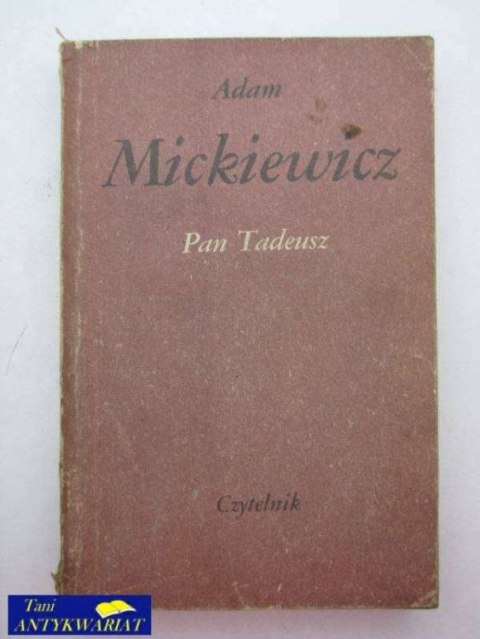 Adam
Mickiewicz
Pan Tadeusz
Czytelnik
Tani
ANTYKWARIAT